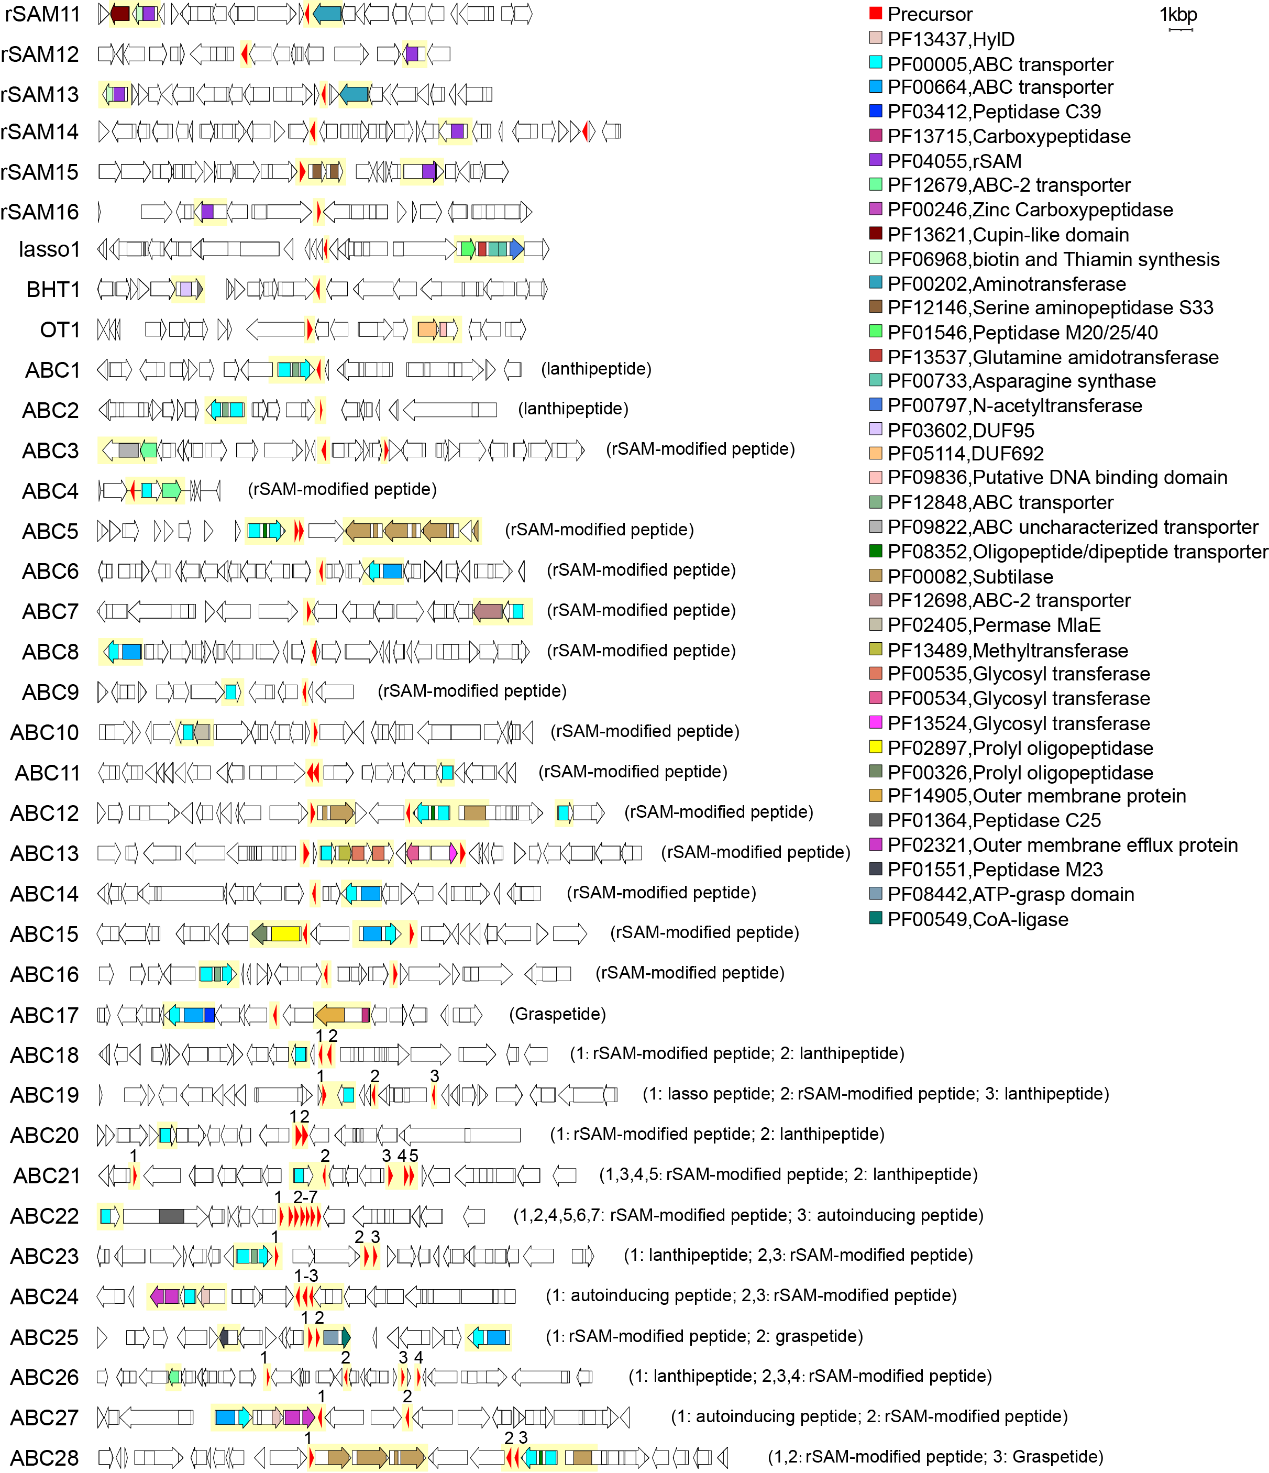 rSAM11
rSAM12
rSAM13
rSAM14
rSAM15
rSAM16
lasso1
BHT1
OT1
ABC1 (lanthipeptide)
ABC2 (lanthipeptide)
ABC3 (rSAM-modified peptide)
ABC4 (rSAM-modified peptide)
ABC5 (rSAM-modified peptide)
ABC6 (rSAM-modified peptide)
ABC7 (rSAM-modified peptide)
ABC8 (rSAM-modified peptide)
ABC9 (rSAM-modified peptide)
ABC10 (rSAM-modified peptide)
ABC11 (rSAM-modified peptide)
ABC12 (rSAM-modified peptide)
ABC13 (rSAM-modified peptide)
ABC14 (rSAM-modified peptide)
ABC15 (rSAM-modified peptide)
ABC16 (rSAM-modified peptide)
ABC17 (Graspetide)
1 2
ABC18 (1: rSAM-modified peptide; 2: lanthipeptide)
1 2 3
ABC19 (1: lasso peptide; 2: rSAM-modified peptide; 3: lanthipeptide)
12
ABC20 (1: rSAM-modified peptide; 2: lanthipeptide)
1 2 3 45
ABC21 (1,3,4,5: rSAM-modified peptide; 2: lanthipeptide)
1 2-7
ABC22 (1,2,4,5,6,7: rSAM-modified peptide; 3: autoinducing peptide)
1 2 3
ABC23 (1: lanthipeptide; 2,3: rSAM-modified peptide)
1-3
ABC24 (1: autoinducing peptide; 2,3: rSAM-modified peptide)
1 2
ABC25 (1: rSAM-modified peptide; 2: graspetide)
1 2 3 4
ABC26 (1: lanthipeptide; 2,3,4: rSAM-modified peptide)
1 2
ABC27 (1: autoinducing peptide; 2: rSAM-modified peptide)
1 2 3
ABC28 (1,2: rSAM-modified peptide; 3: Graspetide)
Precursor
PF13437,HylD
PF00005,ABC transporter
PF00664,ABC transporter
PF03412,Peptidase C39
PF13715,Carboxypeptidase
PF04055,rSAM
PF12679,ABC-2 transporter
PF00246,Zinc Carboxypeptidase
PF13621,Cupin-like domain
PF06968,biotin and Thiamin synthesis
PF00202,Aminotransferase
PF12146,Serine aminopeptidase S33
PF01546,Peptidase M20/25/40
PF13537,Glutamine amidotransferase
PF00733,Asparagine synthase
PF00797,N-acetyltransferase
PF03602,DUF95
PF05114,DUF692
PF09836,Putative DNA binding domain
PF12848,ABC transporter
PF09822,ABC uncharacterized transporter
PF08352,Oligopeptide/dipeptide transporter
PF00082,Subtilase
PF12698,ABC-2 transporter
PF02405,Permase MlaE
PF13489,Methyltransferase
PF00535,Glycosyl transferase
PF00534,Glycosyl transferase
PF13524,Glycosyl transferase
PF02897,Prolyl oligopeptidase
PF00326,Prolyl oligopeptidase
PF14905,Outer membrane protein
PF01364,Peptidase C25
PF02321,Outer membrane efflux protein
PF01551,Peptidase M23
PF08442,ATP-grasp domain
PF00549,CoA-ligase
1kbp